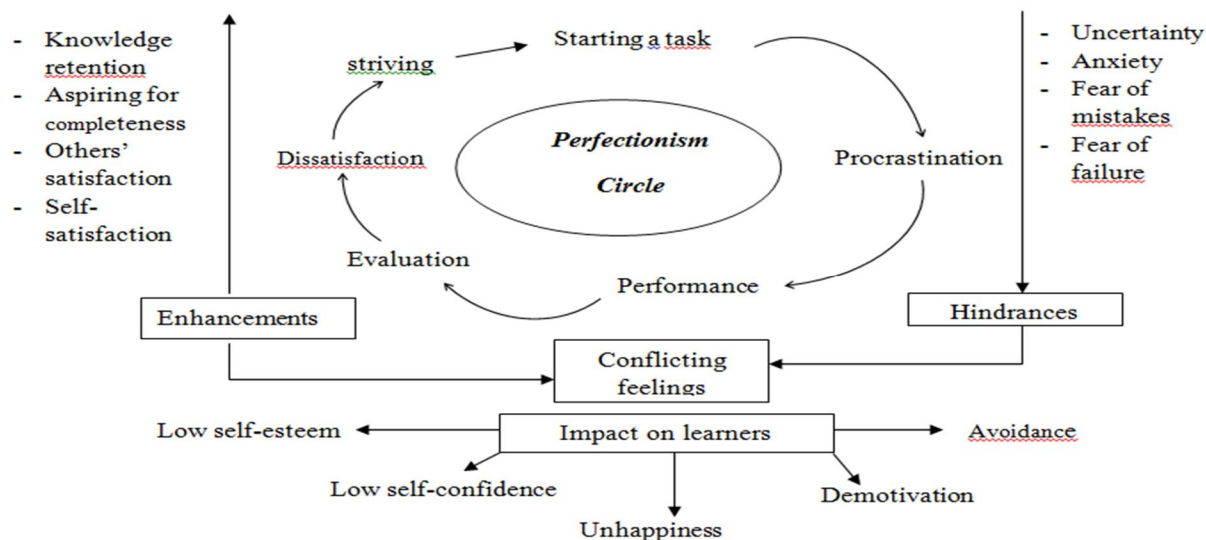 - Knowledge
retention
- Aspiring for
completeness
- Others'
satisfaction
- Self-
satisfaction
Starting a task
striving
Dissatisfaction
Evaluation
Performance
Procrastination
Perfectionism
Circle
- Uncertainty
- Anxiety
- Fear of
mistakes
- Fear of
failure
Enhancements
Hindrances
Conflicting
feelings
Impact on learners
Low self-esteem
Low self-confidence
Unhappiness
Demotivation
Avoidance